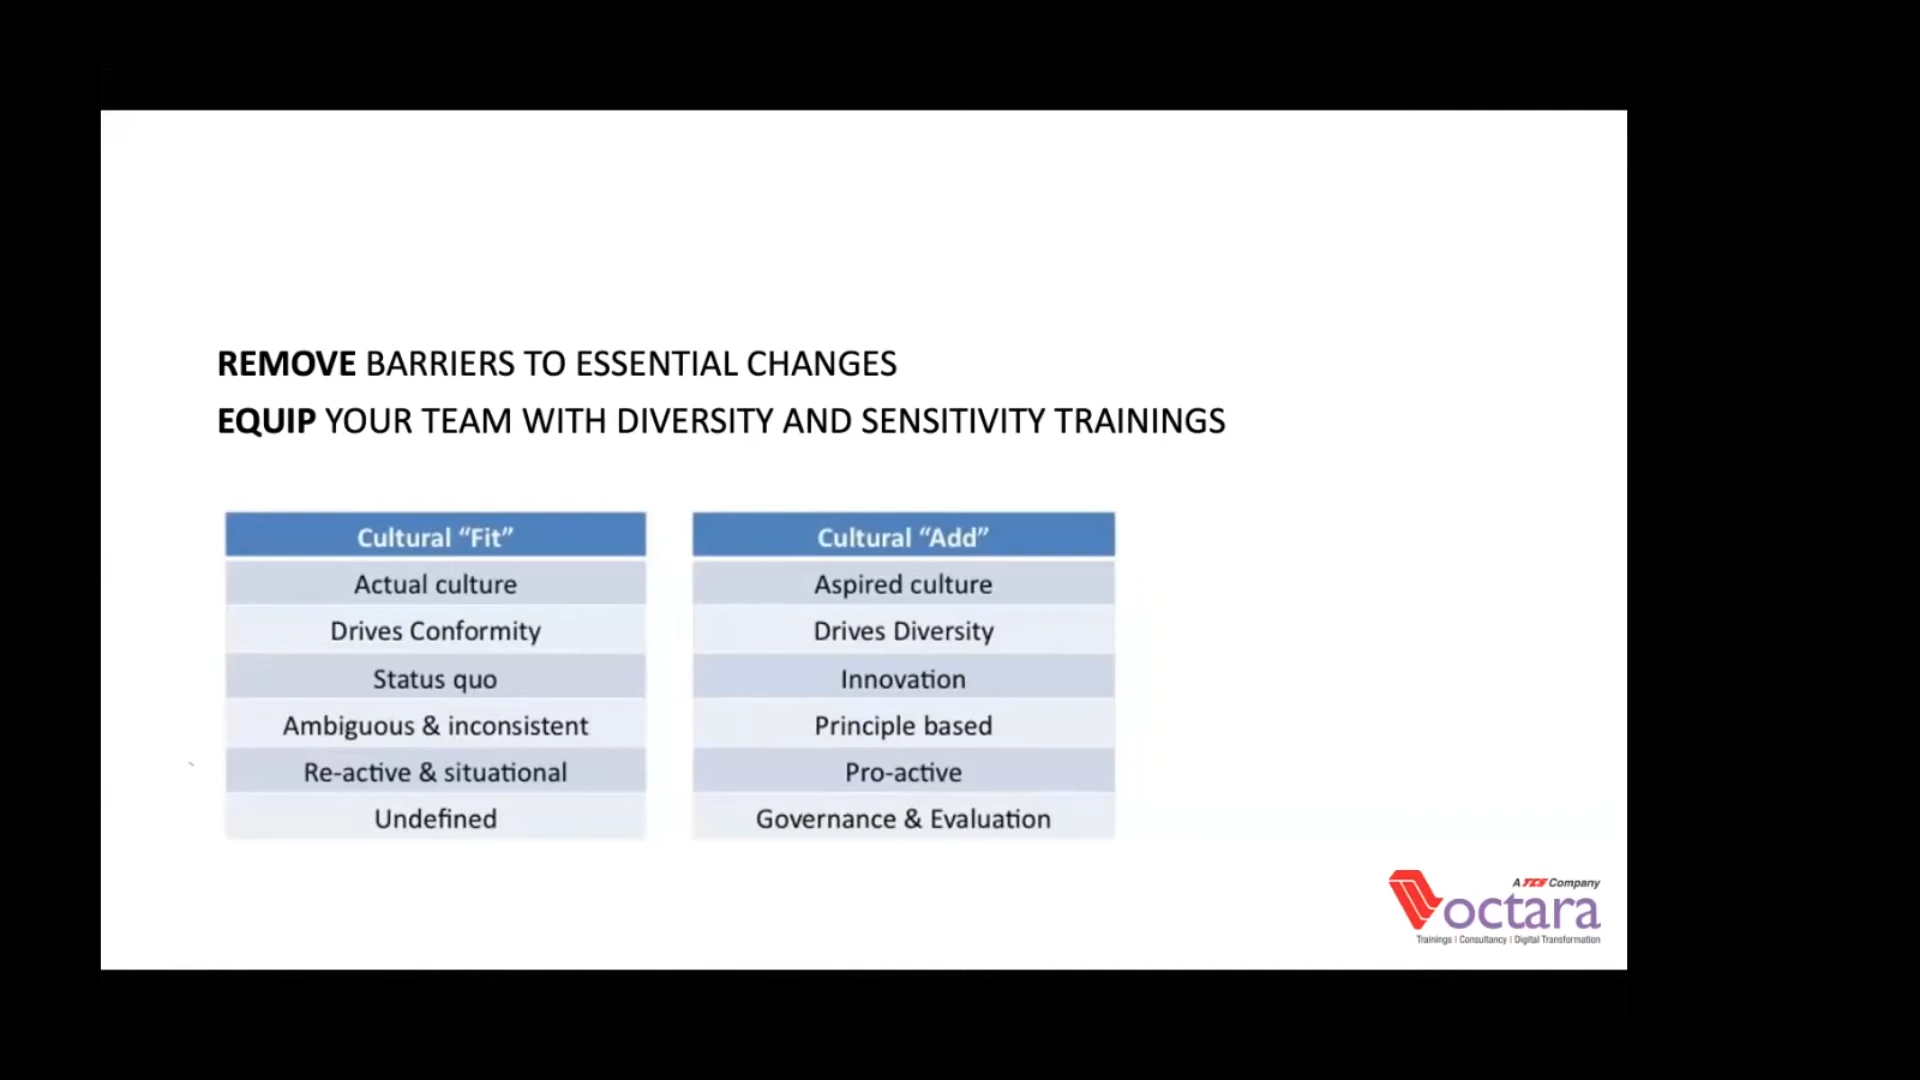 REMOVE BARRIERS TO ESSENTIAL CHANGES
EQUIP YOUR TEAM WITH DIVERSITY AND SENSITIVITY TRAININGS
Cultural “Fit”
Actual culture
Drives Conformity
Status quo
Ambiguous & inconsistent
Re-active & situational
Undefined
Cultural “Add”
Aspired culture
Drives Diversity
Innovation
Principle based
Pro-active
Governance & Evaluation
A TCS Company
octara
Trainings | Consultancy | Digital Transformation